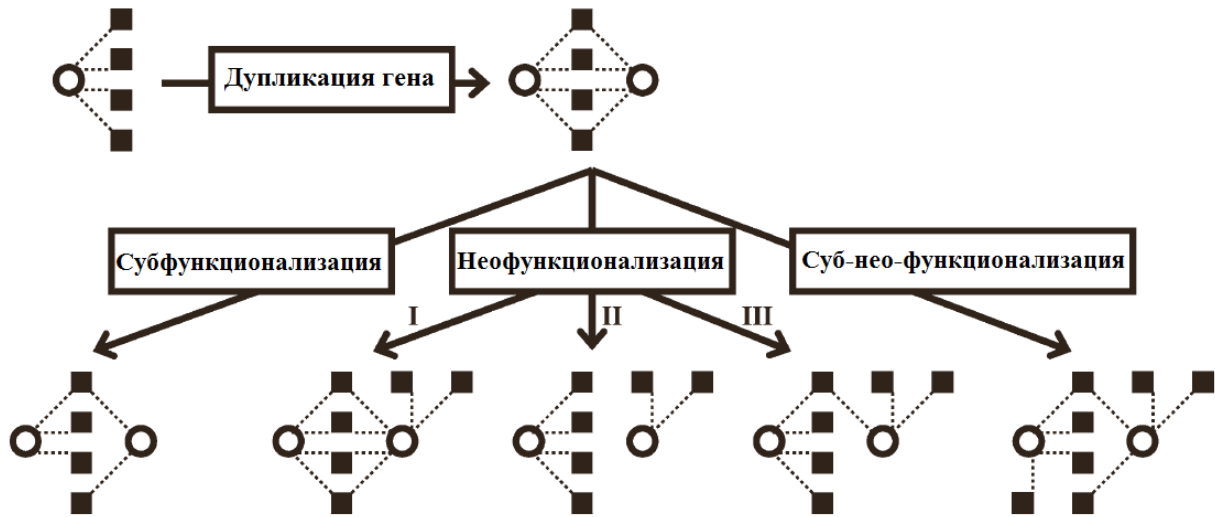 Дупликация гена
Субфункционализация
Неофункционализация
Суб-нео-функционализация
I
II
III